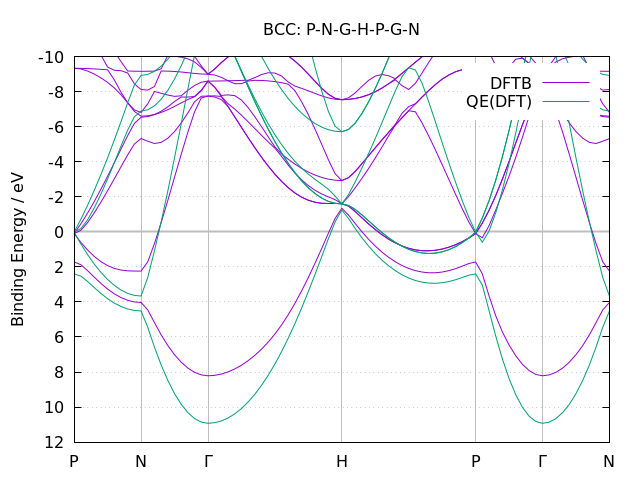 BCC: P-N-G-H-P-G-N
Binding Energy / eV
-10
-8
-6
-4
-2
0
2
4
6
8
10
12
DFTB
QE(DFT)
P N Γ H P Γ N